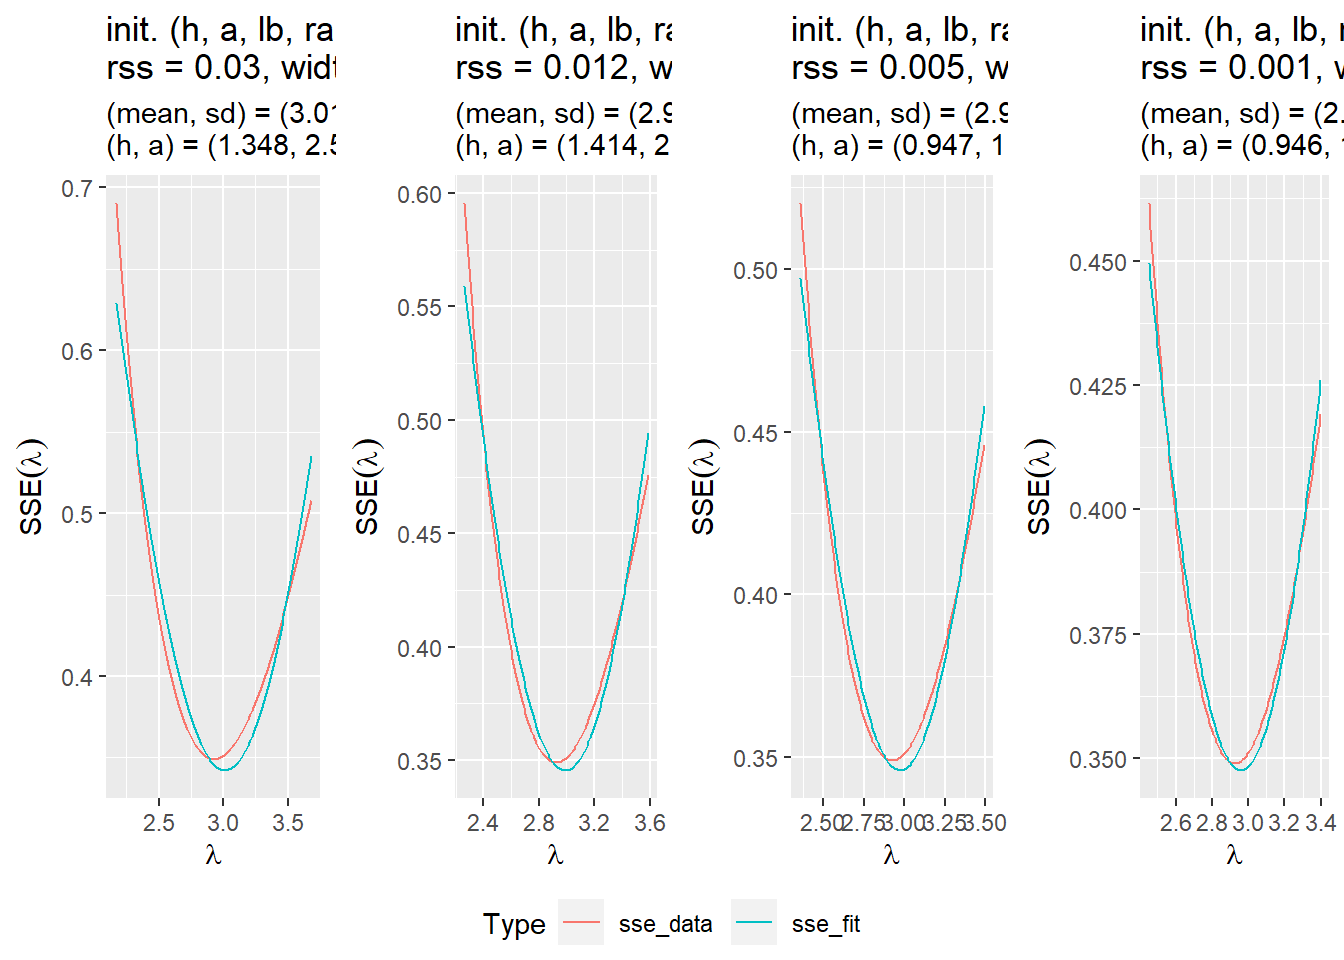 init. (h, a, lb, ra
rss = 0.03, widt
(mean, sd) = (3.01
(h, a) = (1.348, 2.5
0.7
0.6
0.5
0.4
SSE(λ)
2.5 3.0 3.5
λ
init. (h, a, lb, ra
rss = 0.012, w
(mean, sd) = (2.9
(h, a) = (1.414, 2
0.60
0.55
0.50
0.45
0.40
0.35
SSE(λ)
2.4 2.8 3.2 3.6
λ
init. (h, a, lb, ra
rss = 0.005, w
(mean, sd) = (2.9
(h, a) = (0.947, 1
0.50
0.45
0.40
0.35
SSE(λ)
2.50 2.75 3.00 3.25 3.50
λ
init. (h, a, lb, r
rss = 0.001, w
(mean, sd) = (2.
(h, a) = (0.946, 1
0.450
0.425
0.400
0.375
0.350
SSE(λ)
2.6 2.8 3.0 3.2 3.4
λ
Type sse_data sse_fit